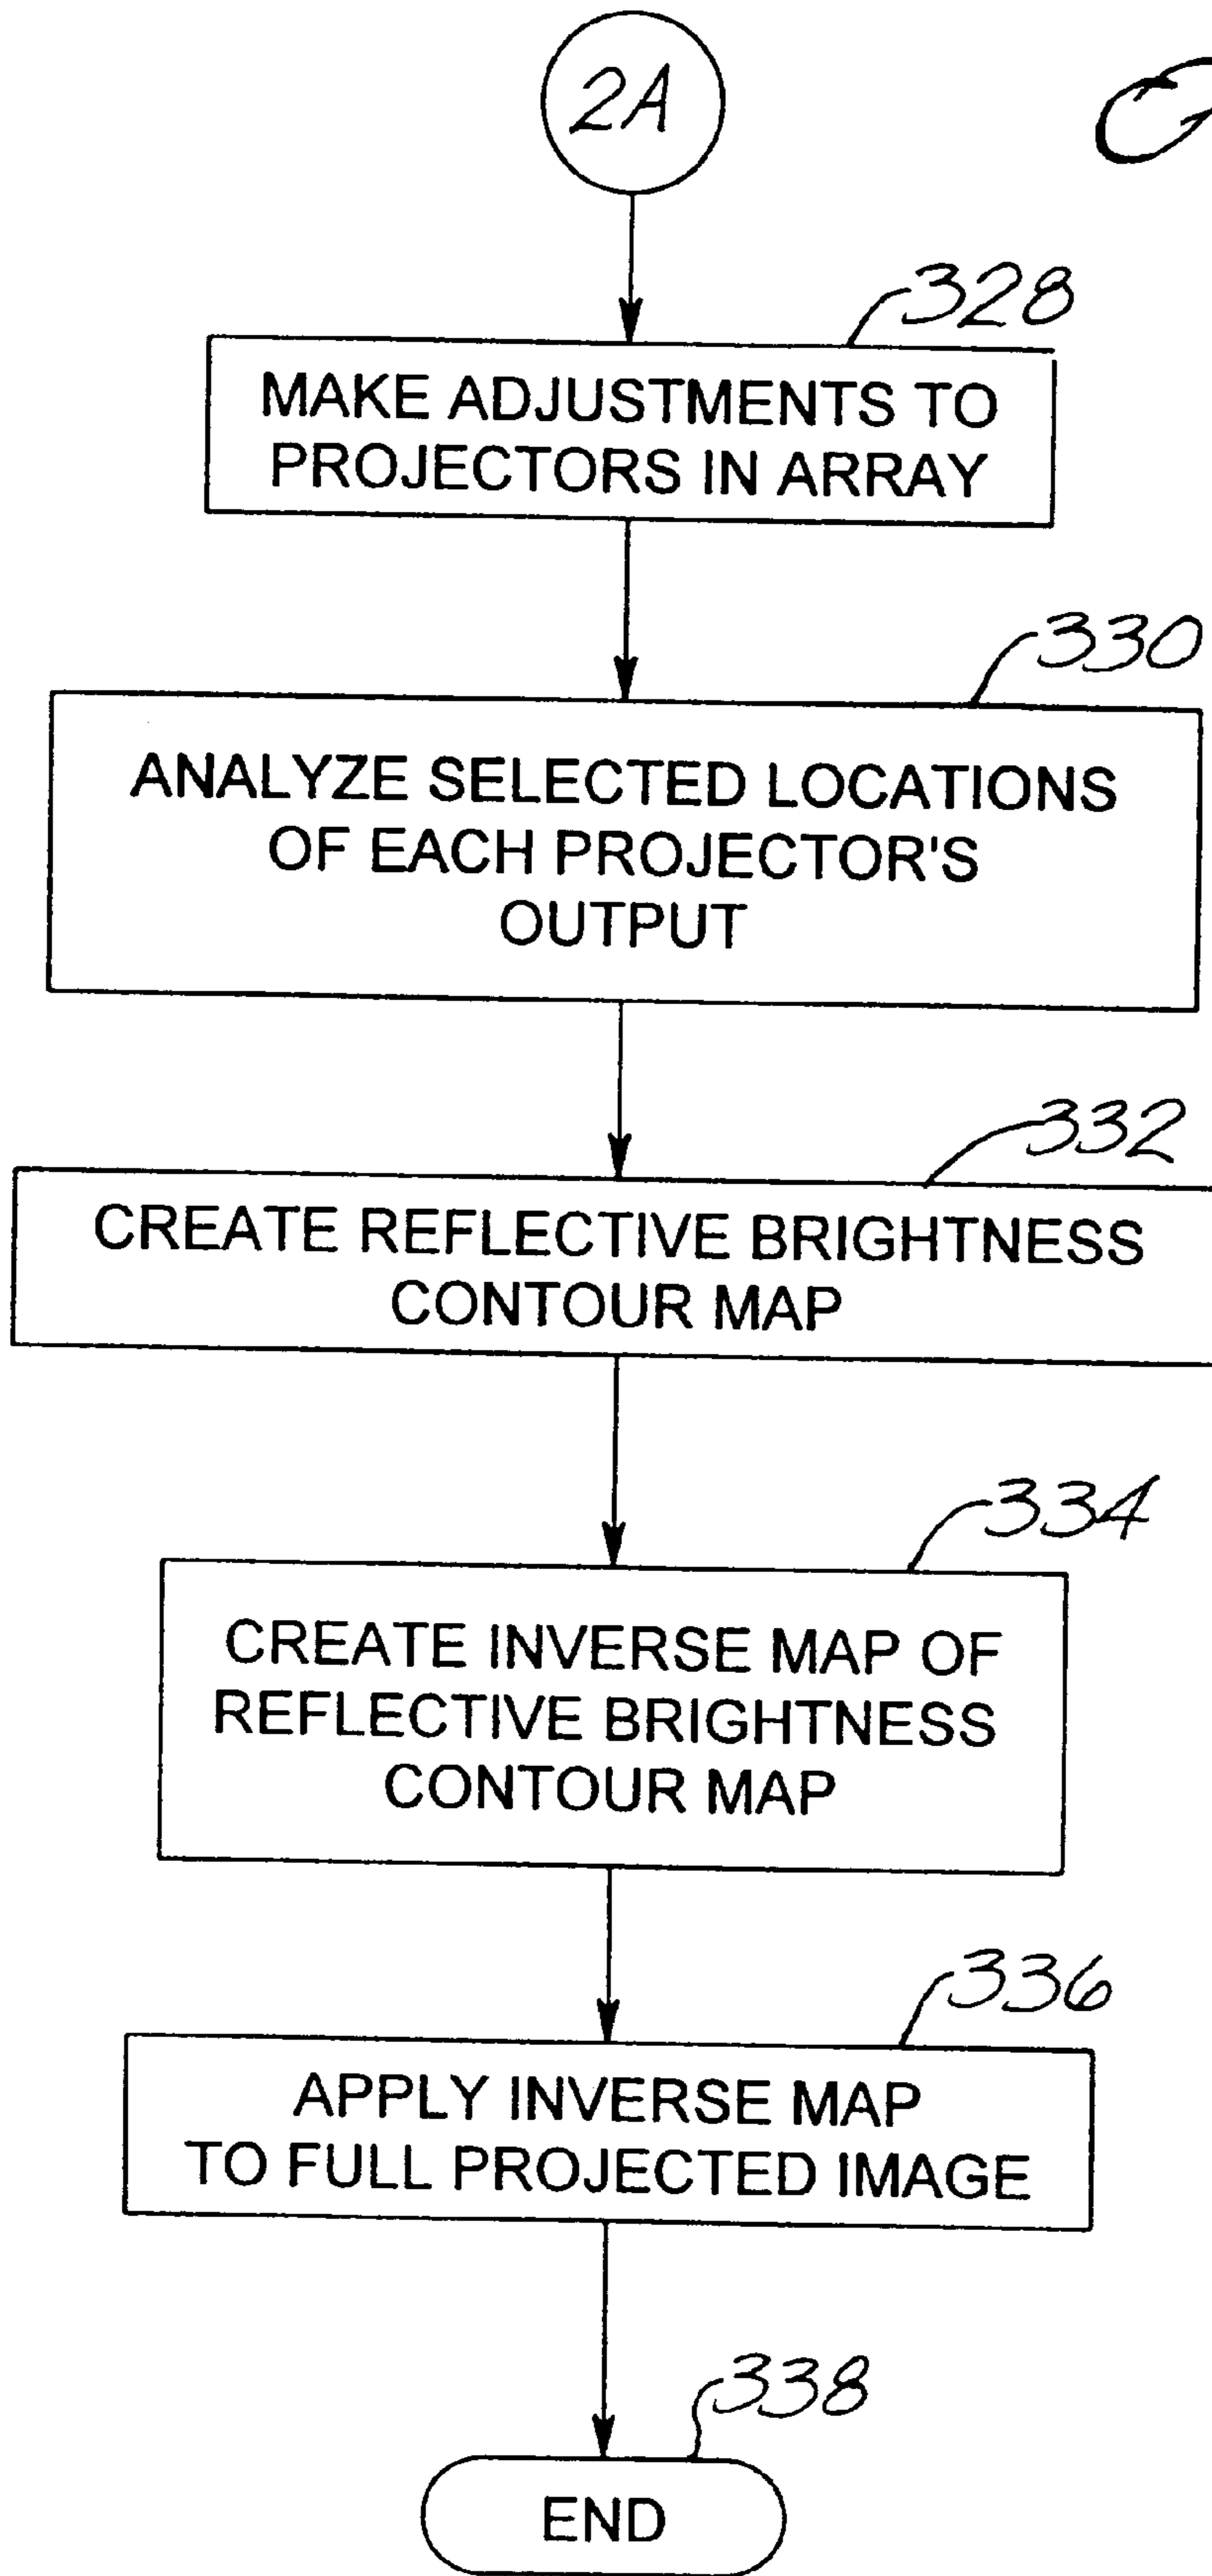 2A
328
MAKE ADJUSTMENTS TO
PROJECTORS IN ARRAY
330
ANALYZE SELECTED LOCATIONS
OF EACH PROJECTOR'S
OUTPUT
332
CREATE REFLECTIVE BRIGHTNESS
CONTOUR MAP
334
CREATE INVERSE MAP OF
REFLECTIVE BRIGHTNESS
CONTOUR MAP
336
APPLY INVERSE MAP
TO FULL PROJECTED IMAGE
338
END